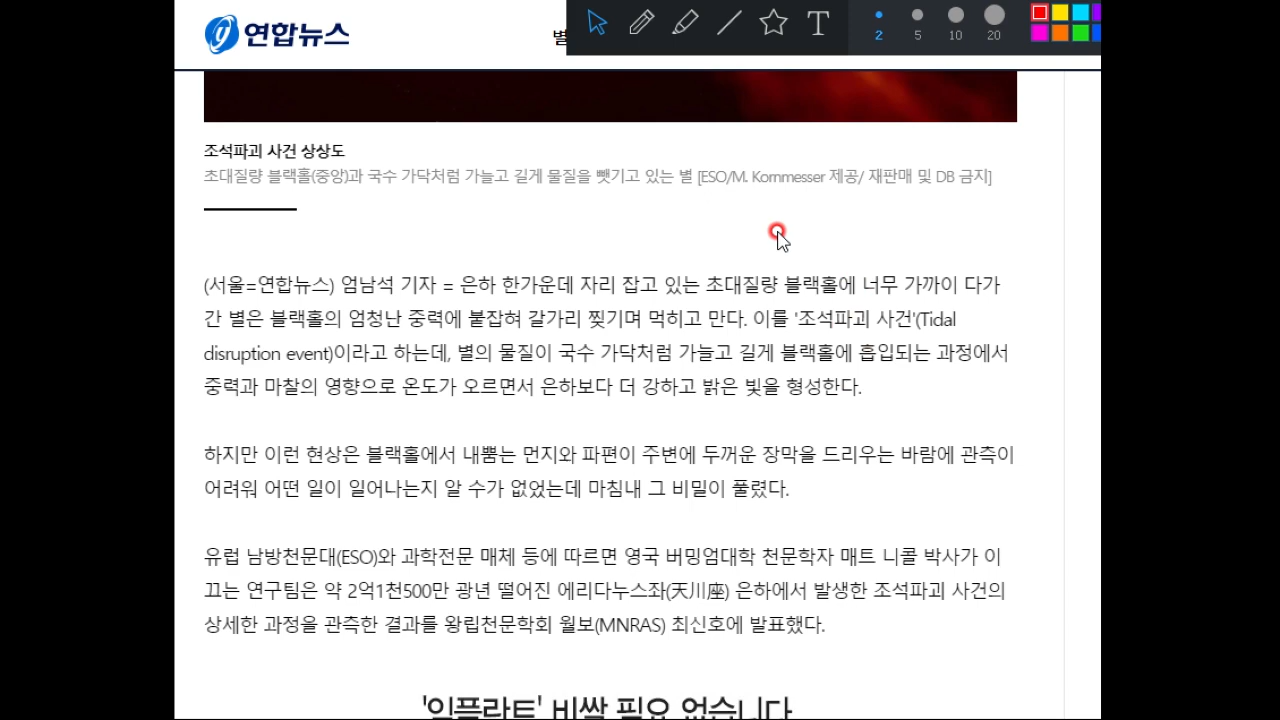 연합뉴스
별
T
2 5 10 20
조석파괴 사건 상상도
초대질량 블랙홀(중앙)과 국수 가닥처럼 가늘고 길게 물질을 뺏기고 있는 별 [ESO/M. Kornmesser 제공/ 재판매 및 DB 금지]
(서울=연합뉴스) 엄남석 기자 = 은하 한가운데 자리 잡고 있는 초대질량 블랙홀에 너무 가까이 다가
간 별은 블랙홀의 엄청난 중력에 붙잡혀 갈가리 찢기며 먹히고 만다. 이를 '조석파괴 사건'(Tidal
disruption event)이라고 하는데, 별의 물질이 국수 가닥처럼 가늘고 길게 블랙홀에 흡입되는 과정에서
중력과 마찰의 영향으로 온도가 오르면서 은하보다 더 강하고 밝은 빛을 형성한다.
하지만 이런 현상은 블랙홀에서 내뿜는 먼지와 파편이 주변에 두꺼운 장막을 드리우는 바람에 관측이
어려워 어떤 일이 일어나는지 알 수가 없었는데 마침내 그 비밀이 풀렸다.
유럽 남방천문대(ESO)와 과학전문 매체 등에 따르면 영국 버밍엄대학 천문학자 매트 니콜 박사가 이
끄는 연구팀은 약 2억1천500만 광년 떨어진 에리다누스좌(天川座) 은하에서 발생한 조석파괴 사건의
상세한 과정을 관측한 결과를 왕립천문학회 월보(MNRAS) 최신호에 발표했다.
'임플란트' 비쌀 필요 없습니다